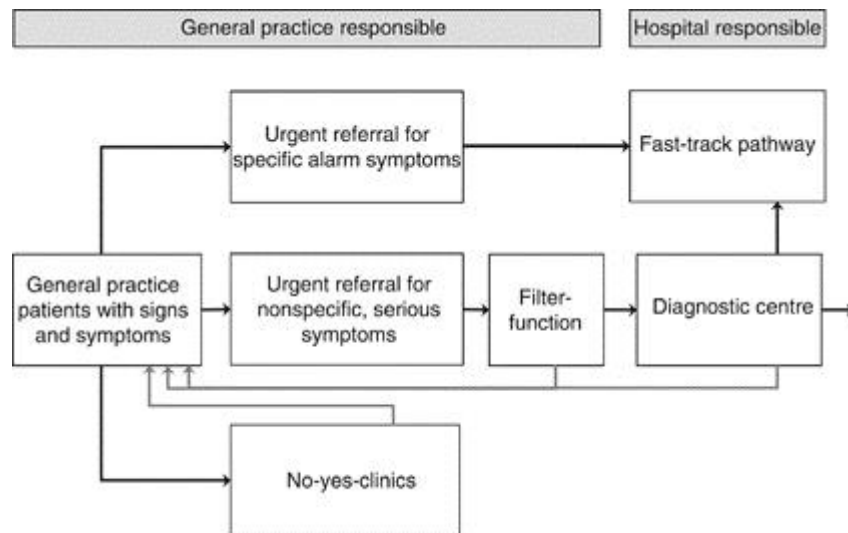 General practice responsible
Hospital responsible
Urgent referral for
specific alarm symptoms
Fast-track pathway
General practice
patients with signs
and symptoms
Urgent referral for
nonspecific, serious
symptoms
Filter-
function
Diagnostic centre
No-yes-clinics